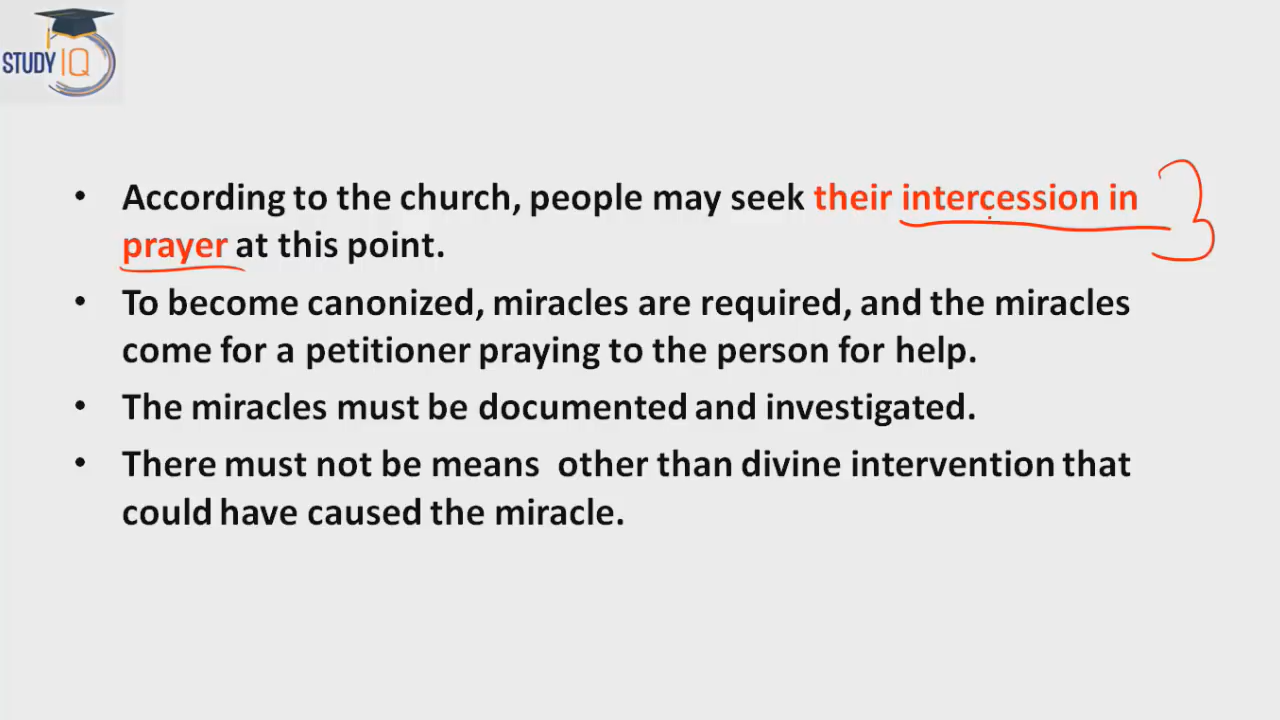 STUDY IQ
• According to the church, people may seek their intercession in 3
prayer at this point.
• To become canonized, miracles are required, and the miracles
come for a petitioner praying to the person for help.
• The miracles must be documented and investigated.
• There must not be means other than divine intervention that
could have caused the miracle.